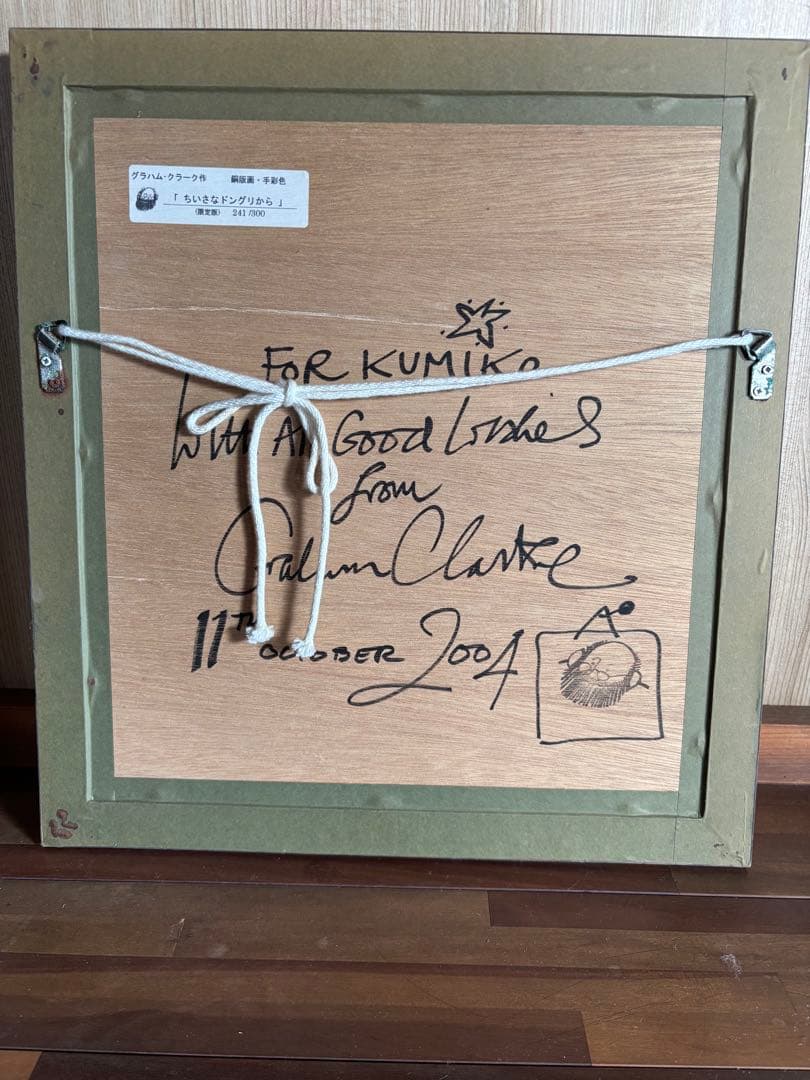 グラハム・クラーク作 銅版画・手彩色
「 ちいさなドングリから 」
(限定版) 241/300
FOR KUMIKO
With All Good Wishes
from
Graham Clarke
11TH OCTOBER 2004